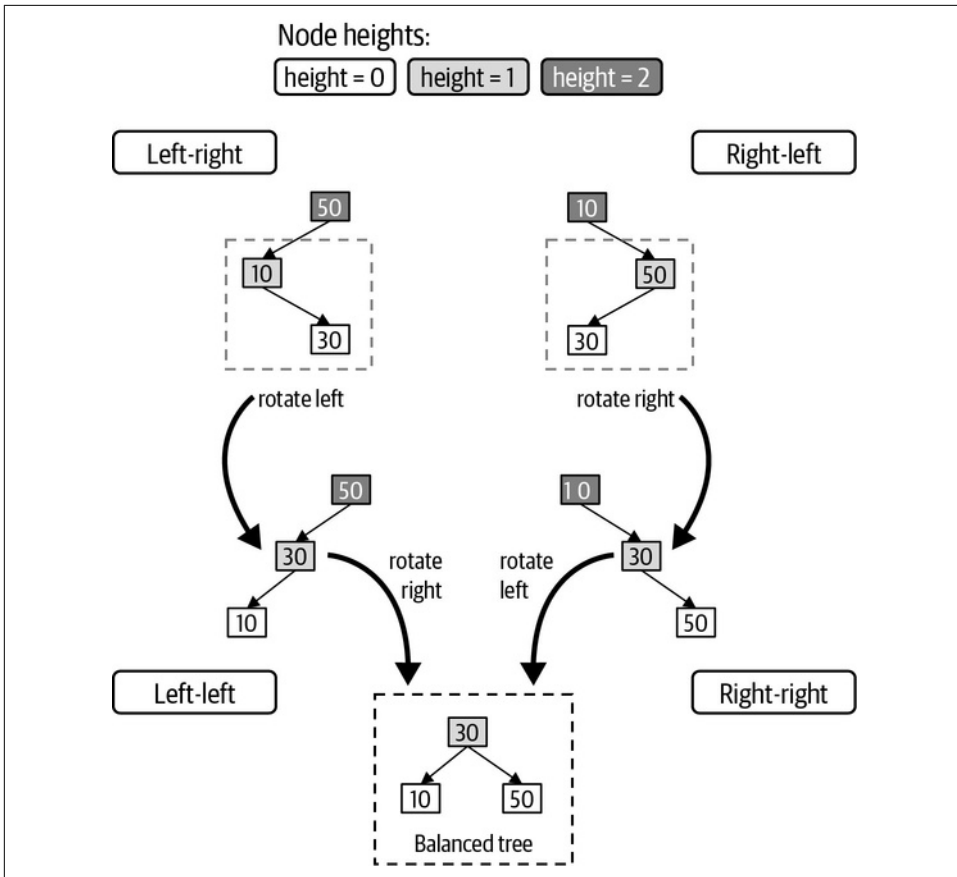 Node heights:
height = 0 height = 1 height = 2
Left-right Right-left
50 10
10 50
30 30
rotate left rotate right
50 1 0
30 30
rotate right
rotate left
10 50
Left-left Right-right
30
10 50
Balanced tree